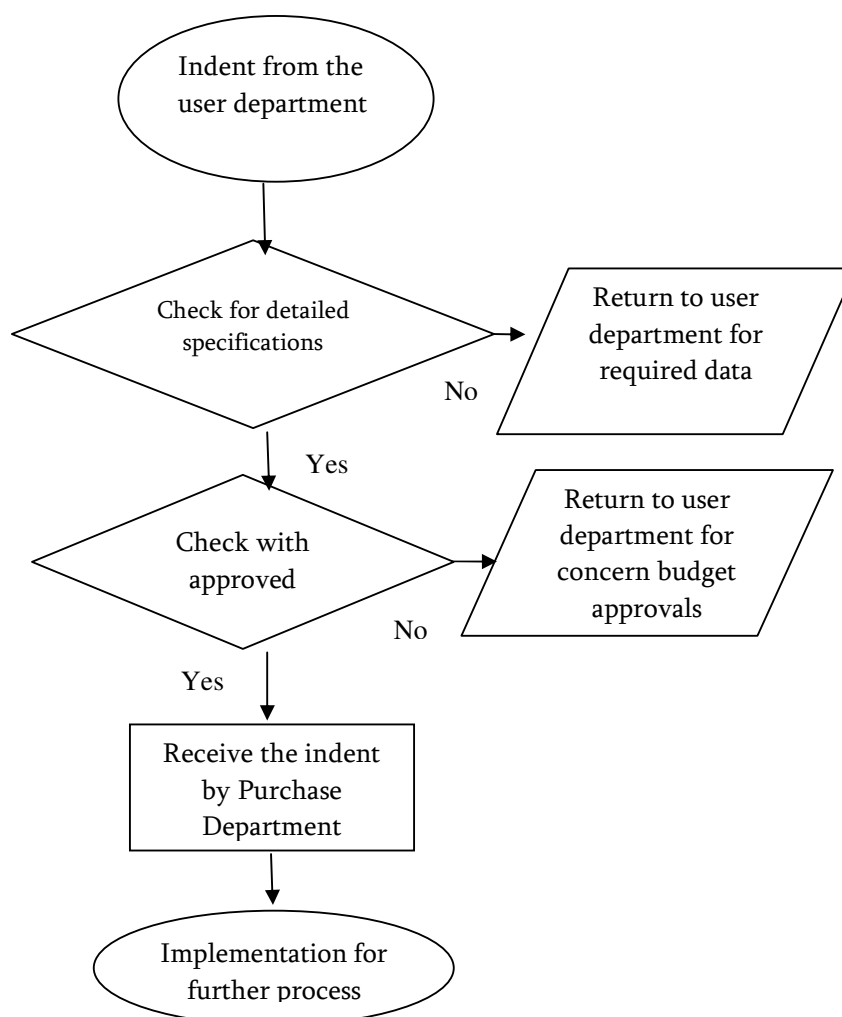 Indent from the
user department
Check for detailed
specifications
No
Return to user
department for
required data
Yes
Check with
approved
No
Return to user
department for
concern budget
approvals
Yes
Receive the indent
by Purchase
Department
Implementation for
further process